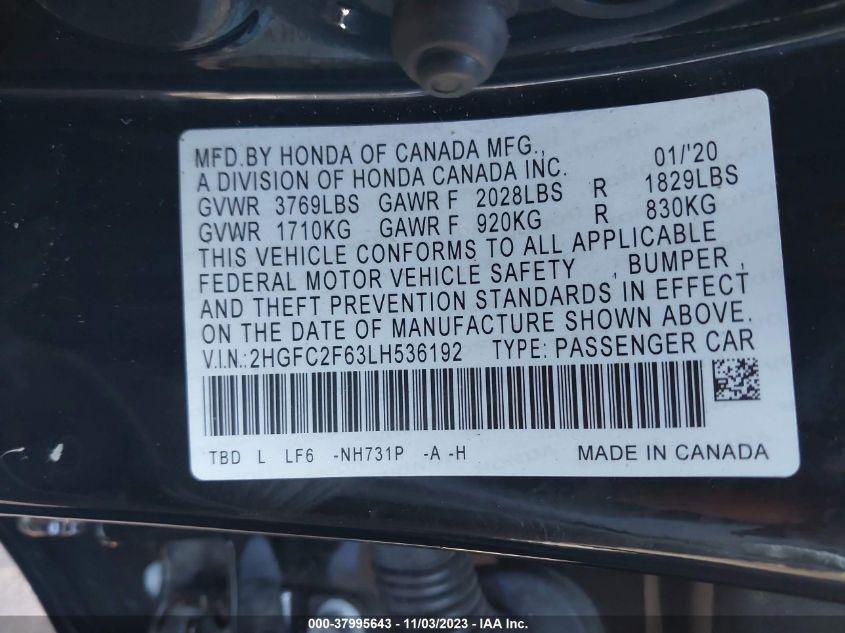 MFD.BY HONDA OF CANADA MFG., 01/'20
A DIVISION OF HONDA CANADA INC.
GVWR 3769LBS GAWR F 2028LBS R 1829LBS
GVWR 1710KG GAWR F 920KG R 830KG
THIS VEHICLE CONFORMS TO ALL APPLICABLE
FEDERAL MOTOR VEHICLE SAFETY , BUMPER ,
AND THEFT PREVENTION STANDARDS IN EFFECT
ON THE DATE OF MANUFACTURE SHOWN ABOVE.
V.I.N.:2HGFC2F63LH536192 TYPE: PASSENGER CAR
TBD L LF6 -NH731P -A -H MADE IN CANADA
000-37995643 - 11/03/2023 - IAA Inc.